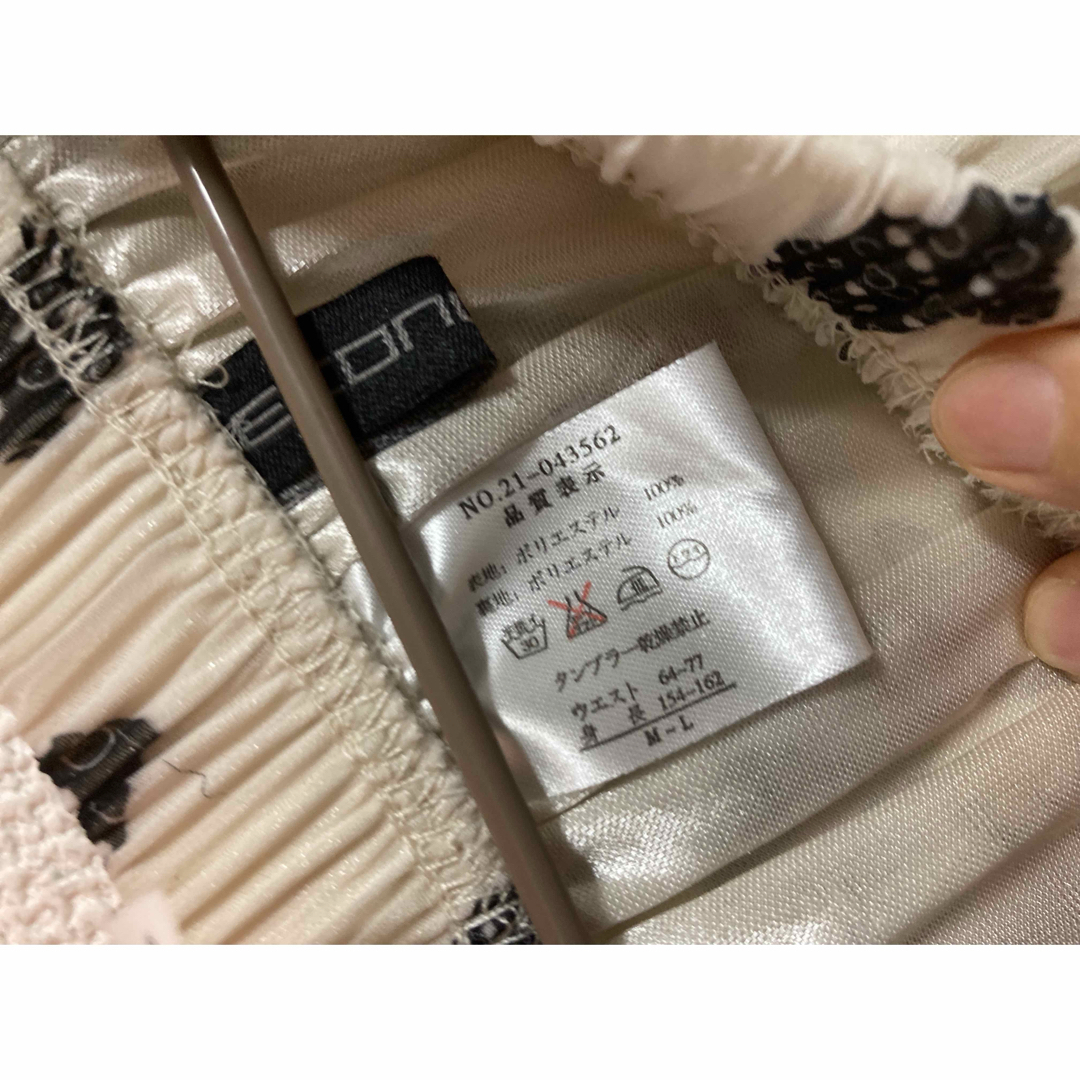 NO.21-043562
品質表示
表地: ポリエステル 100%
裏地: ポリエステル 100%
30
タンブラー乾燥禁止
ウエスト 64-77
身長 154-162
M-L